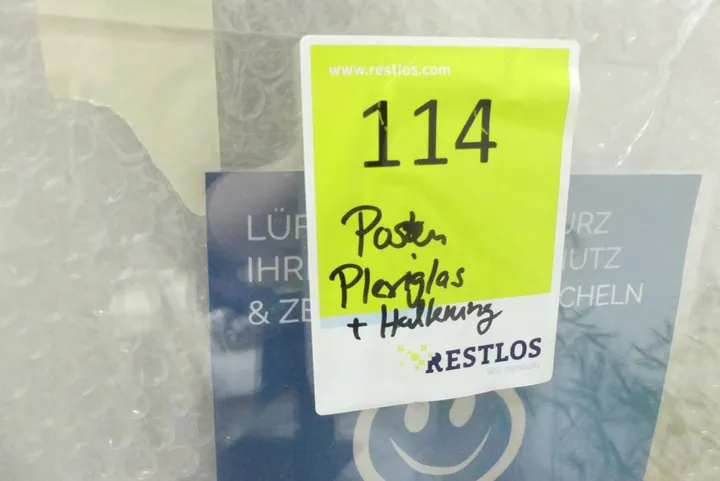 www.restlos.com
114
Posten
Plexiglas
+ Halterung
RESTLOS
LÜF URZ
IHR UTZ
& ZE CHELN